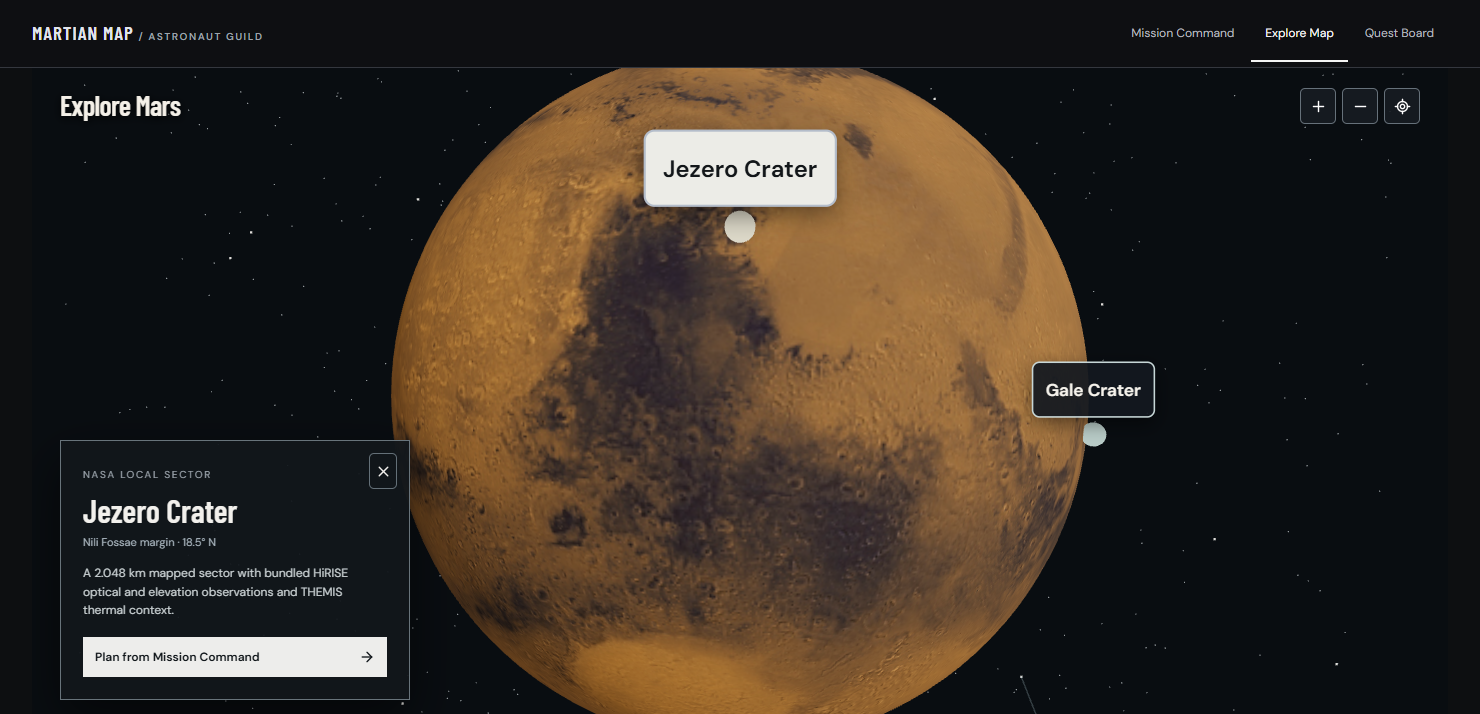 MARTIAN MAP / ASTRONAUT GUILD
Mission Command
Explore Map
Quest Board
Explore Mars
Jezero Crater
Gale Crater
NASA LOCAL SECTOR
Jezero Crater
Nili Fossae margin · 18.5° N
A 2.048 km mapped sector with bundled HiRISE
optical and elevation observations and THEMIS
thermal context.
Plan from Mission Command